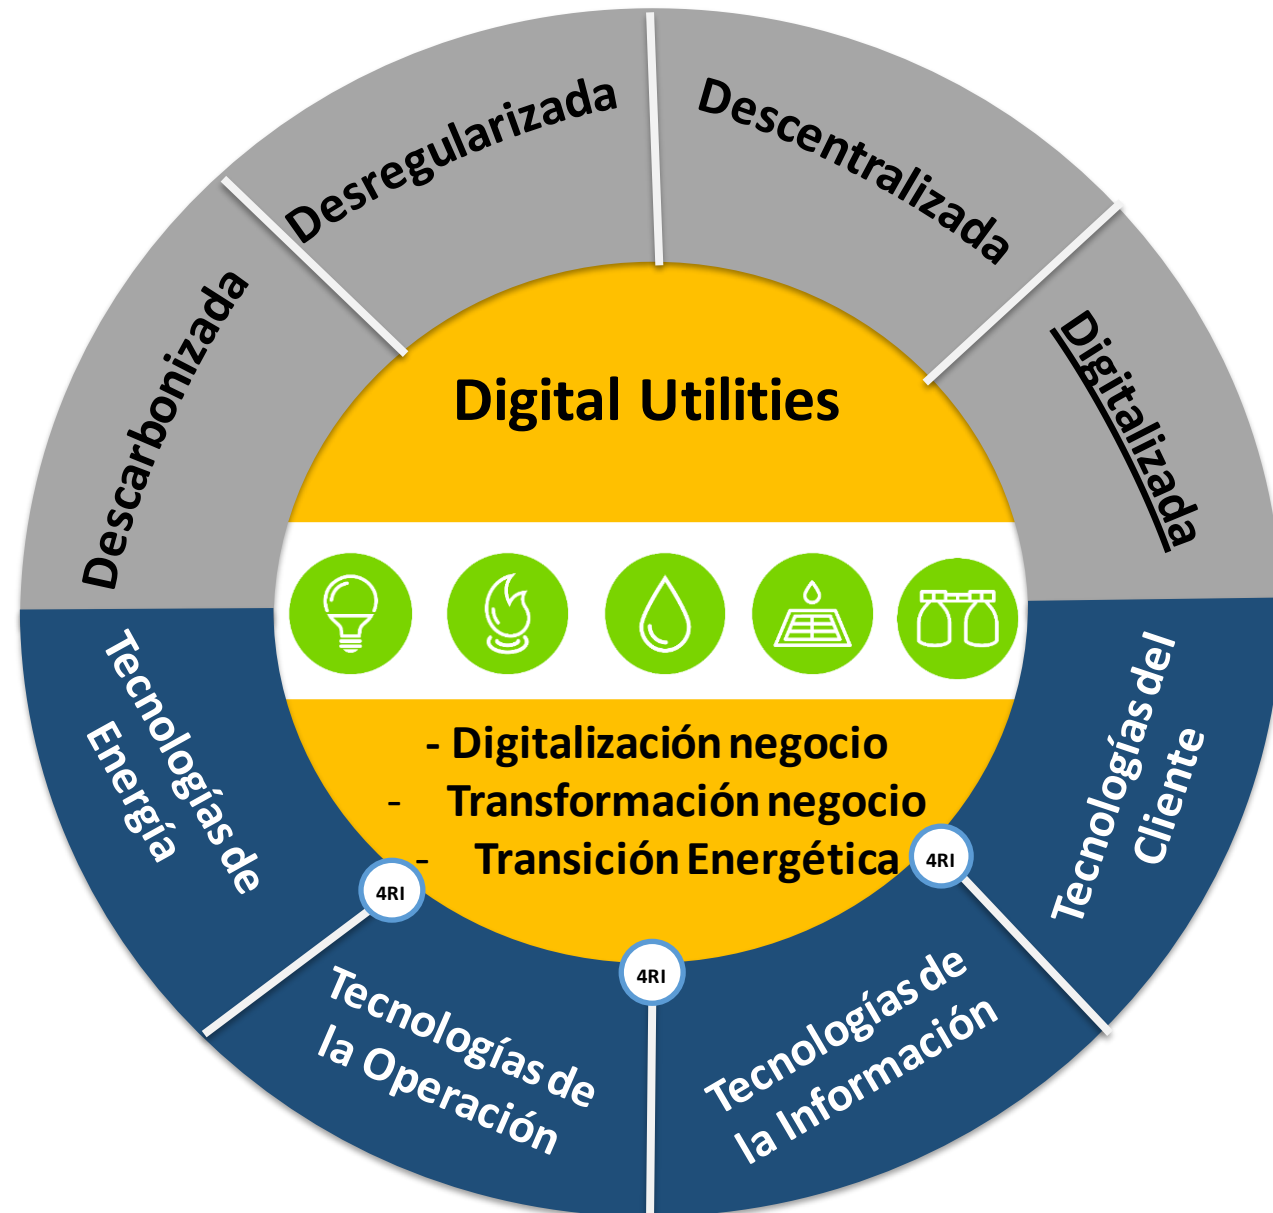 Desregularizada
Descentralizada
Descarbonizada
Digitalizada
Digital Utilities
- Digitalización negocio
- Transformación negocio
- Transición Energética
Tecnologías de
Energía
4RI
Tecnologías de
la Operación
4RI
Tecnologías de
la Información
4RI
Tecnologías del
Cliente